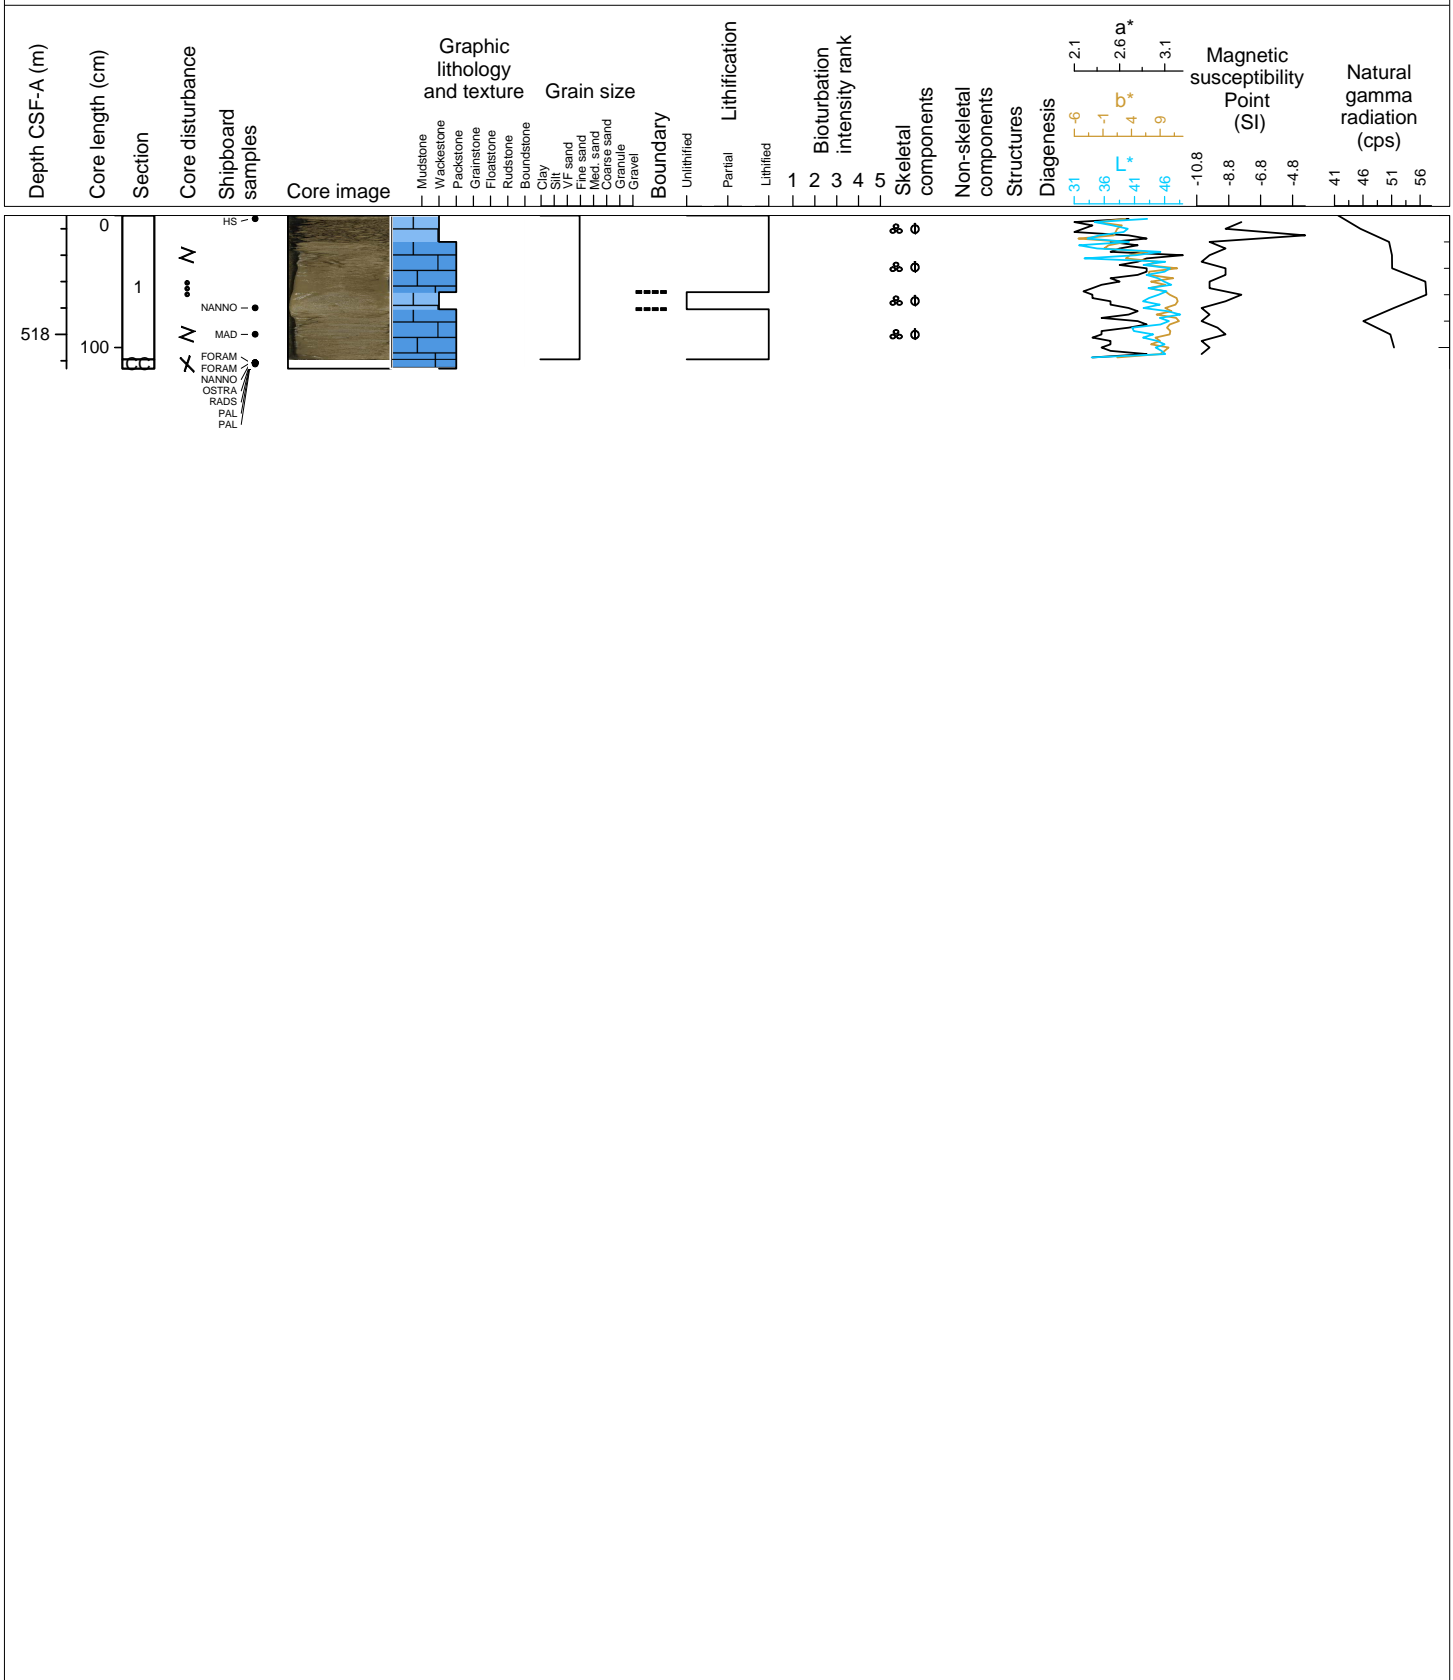 Depth CSF-A (m)
Core length (cm)
Section
Core disturbance
Shipboard
samples
Core image
Graphic
lithology
and texture
Mudstone
Wackestone
Packstone
Grainstone
Floatstone
Rudstone
Boundstone
Grain size
Clay
Silt
VF sand
Fine sand
Med. sand
Coarse sand
Granule
Gravel
Boundary
Lithification
Unlithified
Partial
Lithified
Bioturbation
intensity rank
1 2 3 4 5
Skeletal
components
Non-skeletal
components
Structures
Diagenesis
a*
2.1 2.6 3.1
b*
-6 -1 4 9
L*
31 36 41 46
Magnetic
susceptibility
Point
(SI)
-10.8 -8.8 -6.8 -4.8
Natural
gamma
radiation
(cps)
41 46 51 56
0
HS
1
NANNO
518
MAD
100
CC
FORAM
FORAM
NANNO
OSTRA
RADS
PAL
PAL